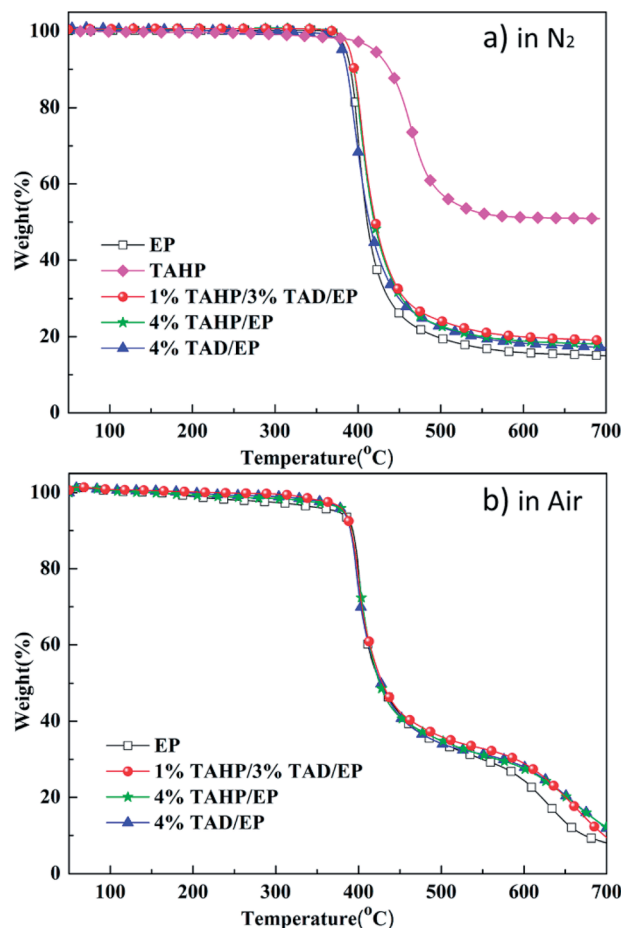 a) in N₂
Weight(%)
100
80
60
40
20
0
EP
TAHP
1% TAHP/3% TAD/EP
4% TAHP/EP
4% TAD/EP
100 200 300 400 500 600 700
Temperature(°C)
b) in Air
Weight(%)
100
80
60
40
20
0
EP
1% TAHP/3% TAD/EP
4% TAHP/EP
4% TAD/EP
100 200 300 400 500 600 700
Temperature(°C)